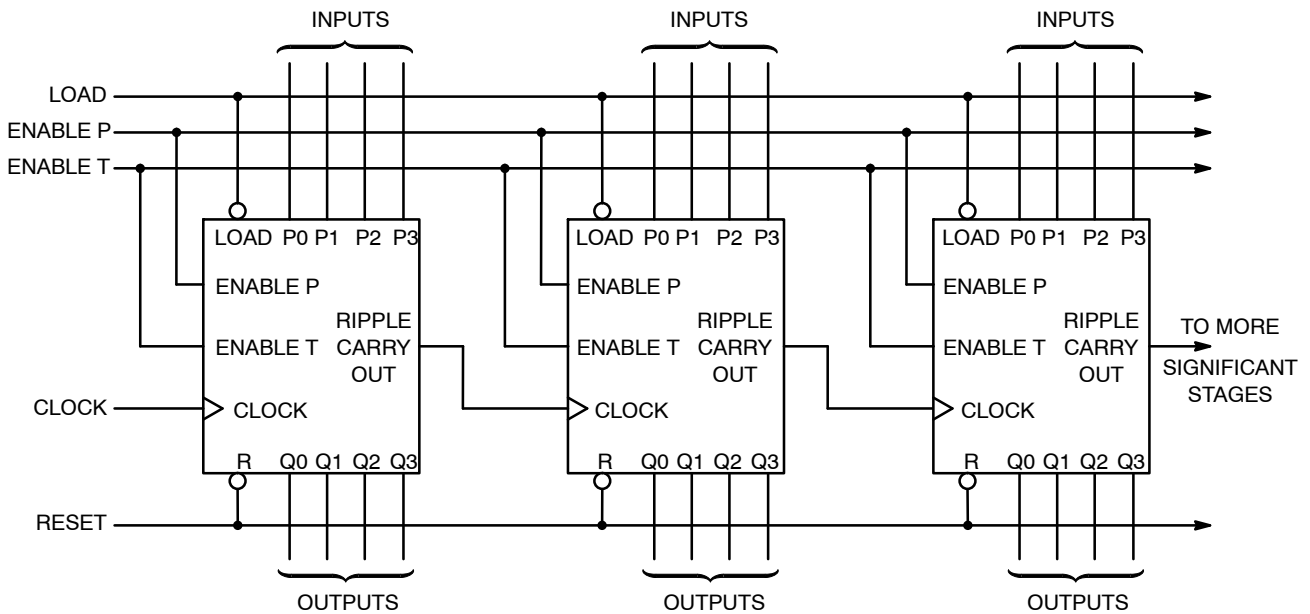 INPUTS INPUTS INPUTS
LOAD
ENABLE P
ENABLE T
LOAD P0 P1 P2 P3 LOAD P0 P1 P2 P3 LOAD P0 P1 P2 P3
ENABLE P ENABLE P ENABLE P
RIPPLE RIPPLE RIPPLE TO MORE
ENABLE T CARRY ENABLE T CARRY ENABLE T CARRY
OUT OUT OUT SIGNIFICANT
STAGES
CLOCK CLOCK CLOCK CLOCK
R Q0 Q1 Q2 Q3 R Q0 Q1 Q2 Q3 R Q0 Q1 Q2 Q3
RESET
OUTPUTS OUTPUTS OUTPUTS